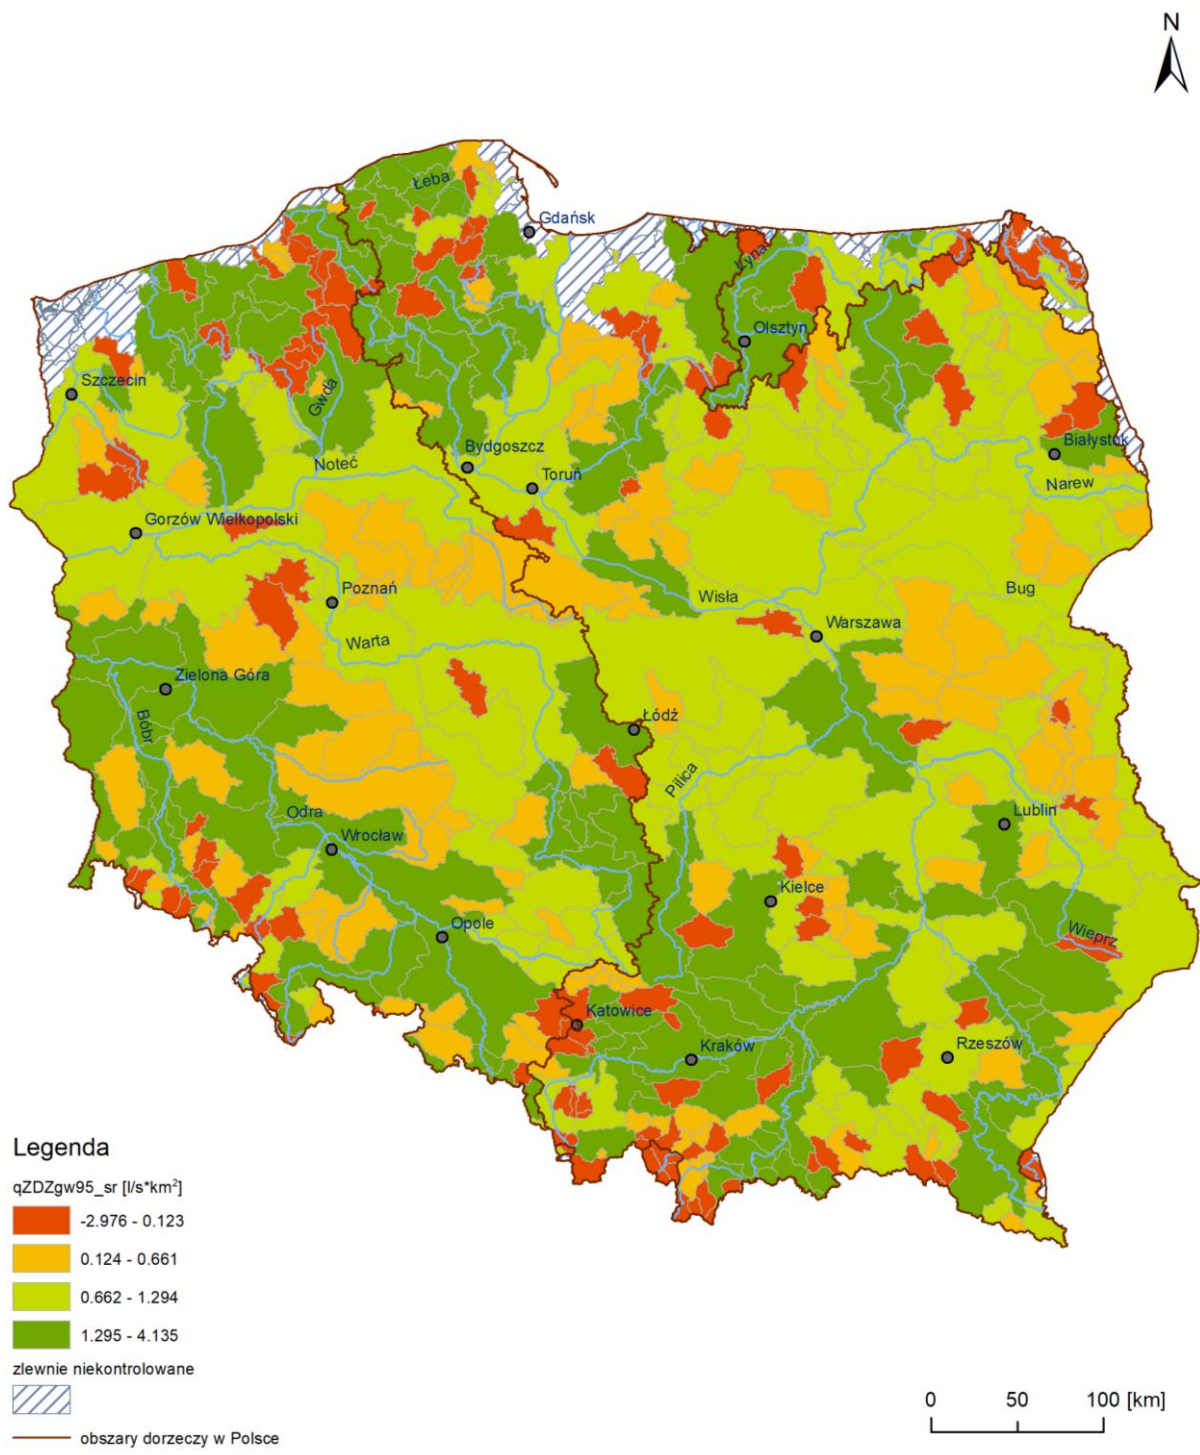 N
Łeba
Gdańsk
Łyna
Olsztyn
Szczecin
Gwda
Białystok
Bydgoszcz
Noteć
Toruń
Narew
Gorzów Wielkopolski
Bug
Poznań
Wisła
Warszawa
Warta
Zielona Góra
Bóbr
Łódź
Pilica
Odra
Lublin
Wrocław
Kielce
Opole
Wieprz
Katowice
Kraków
Rzeszów
Legenda
qZDZgw95_sr [l/s*km²]
-2.976 - 0.123
0.124 - 0.661
0.662 - 1.294
1.295 - 4.135
zlewnie niekontrolowane
obszary dorzeczy w Polsce
0 50 100 [km]